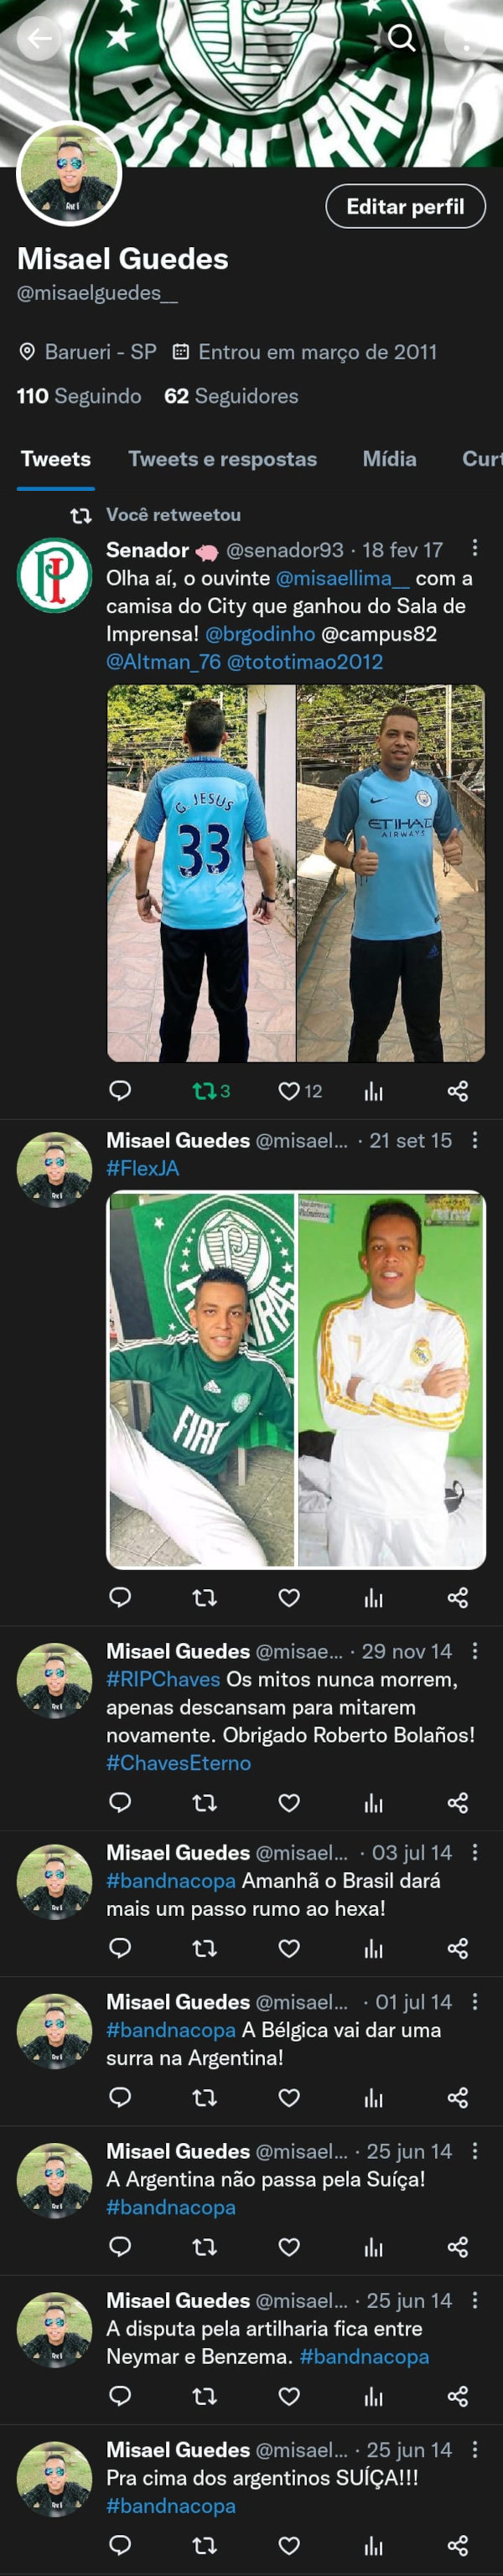 PALMEIRAS
Editar perfil
Misael Guedes
@misaelguedes__
Barueri - SP Entrou em março de 2011
110 Seguindo 62 Seguidores
Tweets Tweets e respostas Mídia Curt
Você retweetou
Senador @senador93 · 18 fev 17
Olha aí, o ouvinte @misaellima__ com a
camisa do City que ganhou do Sala de
Imprensa! @brgodinho @campus82
@Altman_76 @tototimao2012
G. JESUS
33
ETIHAD
AIRWAYS
3 12
Misael Guedes @misael... · 21 set 15
#FlexJA
FIAT
Misael Guedes @misae... · 29 nov 14
#RIPChaves Os mitos nunca morrem,
apenas descansam para mitarem
novamente. Obrigado Roberto Bolaños!
#ChavesEterno
Misael Guedes @misael... · 03 jul 14
#bandnacopa Amanhã o Brasil dará
mais um passo rumo ao hexa!
Misael Guedes @misael... · 01 jul 14
#bandnacopa A Bélgica vai dar uma
surra na Argentina!
Misael Guedes @misael... · 25 jun 14
A Argentina não passa pela Suíça!
#bandnacopa
Misael Guedes @misael... · 25 jun 14
A disputa pela artilharia fica entre
Neymar e Benzema. #bandnacopa
Misael Guedes @misael... · 25 jun 14
Pra cima dos argentinos SUÍÇA!!!
#bandnacopa